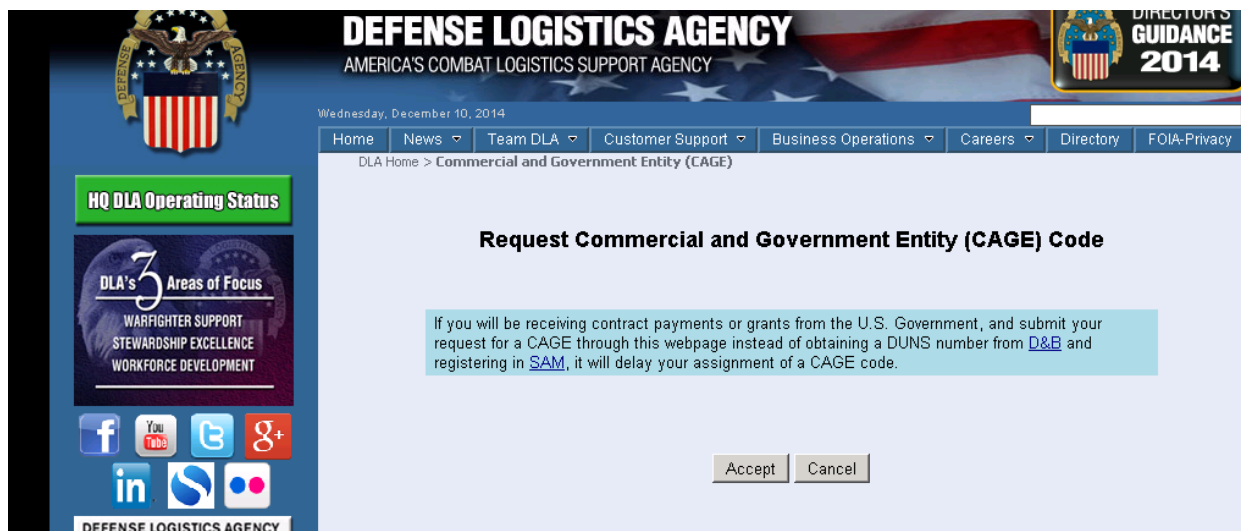 DEFENSE LOGISTICS AGENCY
AMERICA'S COMBAT LOGISTICS SUPPORT AGENCY
DIRECTOR'S
GUIDANCE
2014
DEFENSE
AGENCY
Wednesday, December 10, 2014
Home News Team DLA Customer Support Business Operations Careers Directory FOIA-Privacy
DLA Home > Commercial and Government Entity (CAGE)
HQ DLA Operating Status
DLA's 3 Areas of Focus
WARFIGHTER SUPPORT
STEWARDSHIP EXCELLENCE
WORKFORCE DEVELOPMENT
Request Commercial and Government Entity (CAGE) Code
If you will be receiving contract payments or grants from the U.S. Government, and submit your
request for a CAGE through this webpage instead of obtaining a DUNS number from D&B and
registering in SAM, it will delay your assignment of a CAGE code.
Accept Cancel
f You Tube g+
in
DEFENSE LOGISTICS AGENCY